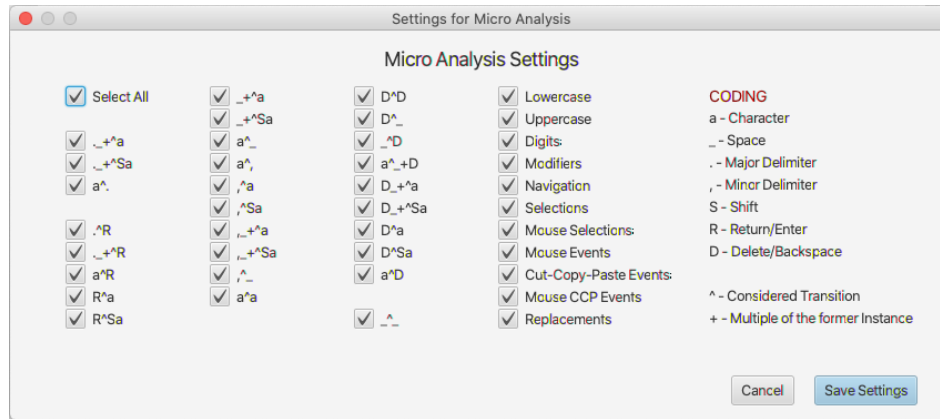 Settings for Micro Analysis
Micro Analysis Settings
Select All
._+^a
._+^Sa
a^.
.^R
._+^R
a^R
R^a
R^Sa
_+^a
_+^Sa
a^_
a^,
,^a
,^Sa
,_+^a
,_+^Sa
,^_
a^a
D^D
D^_
_^D
a^_+D
D_+^a
D_+^Sa
D^a
D^Sa
a^D
_^_
Lowercase
Uppercase
Digits:
Modifiers
Navigation
Selections
Mouse Selections:
Mouse Events
Cut-Copy-Paste Events:
Mouse CCP Events
Replacements
CODING
a - Character
_ - Space
. - Major Delimiter
, - Minor Delimiter
S - Shift
R - Return/Enter
D - Delete/Backspace
^ - Considered Transition
+ - Multiple of the former Instance
Cancel
Save Settings